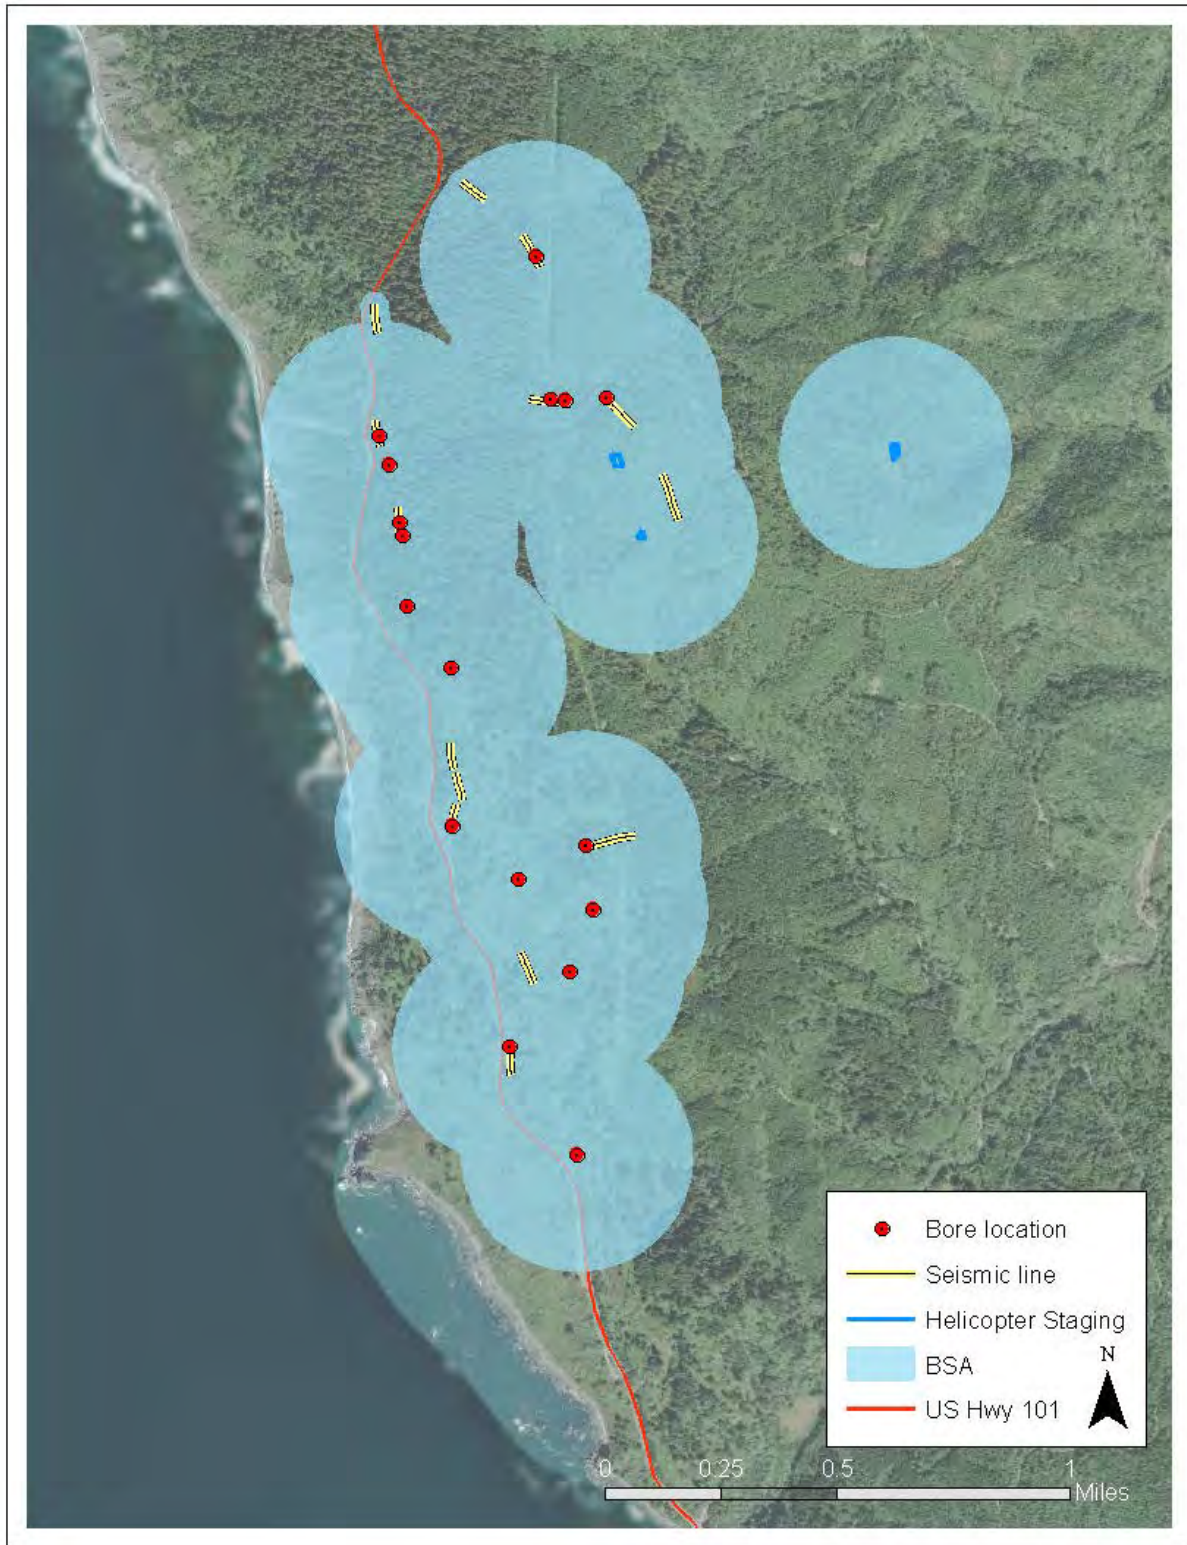 Bore location
Seismic line
Helicopter Staging
BSA
US Hwy 101
N
0 0.25 0.5 1
Miles